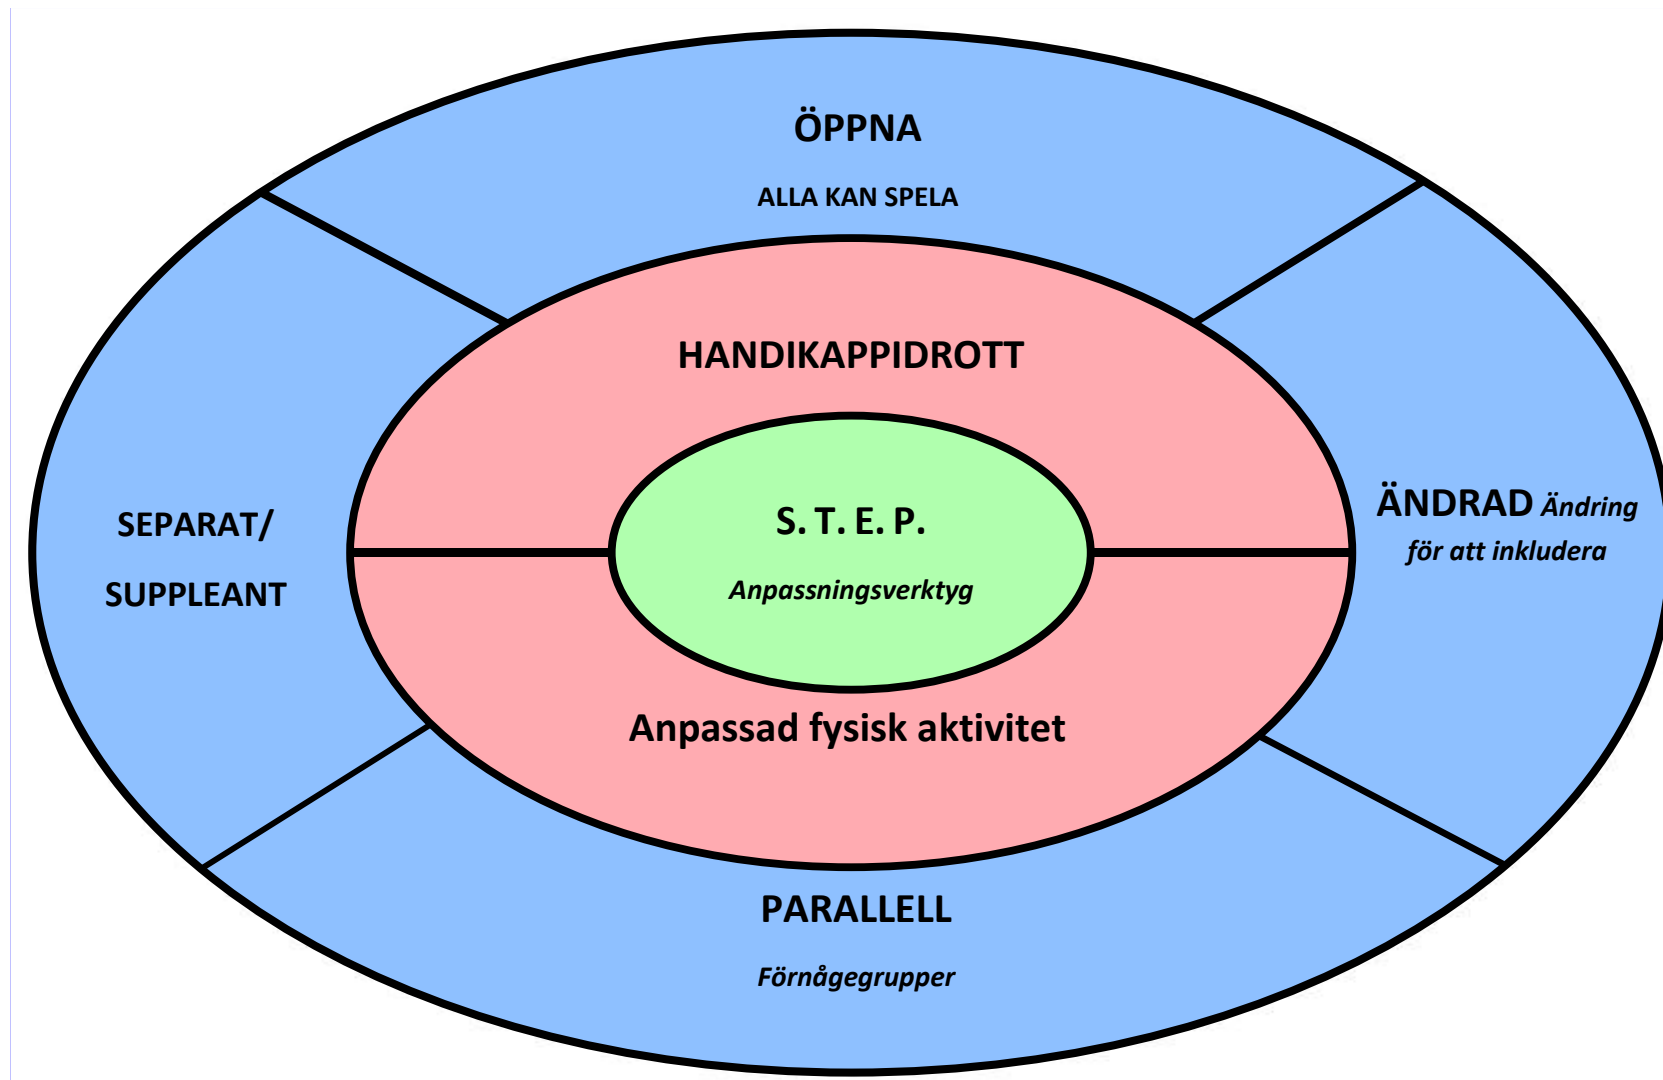 ÖPPNA
ALLA KAN SPELA
HANDIKAPPIDROTT
SEPARAT/
SUPPLEANT
S. T. E. P.
Anpassningsverktyg
ÄNDRAD Ändring
för att inkludera
Anpassad fysisk aktivitet
PARALLELL
Förnågegrupper